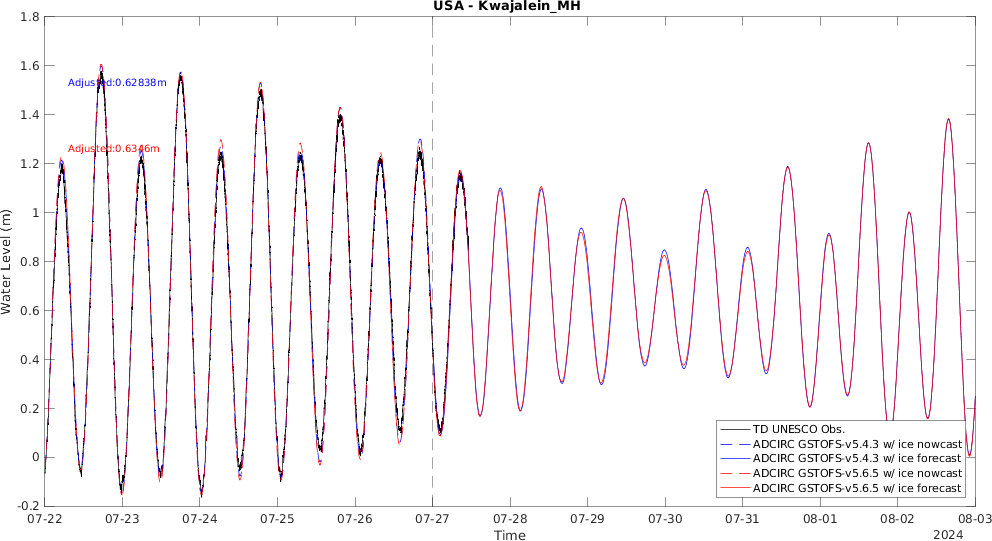 USA - Kwajalein_MH
1.8
1.6
1.4
1.2
1
0.8
0.6
0.4
0.2
0
-0.2
Water Level (m)
Adjusted:0.62838m
Adjusted:0.6346m
TD UNESCO Obs.
ADCIRC GSTOFS-v5.4.3 w/ ice nowcast
ADCIRC GSTOFS-v5.4.3 w/ ice forecast
ADCIRC GSTOFS-v5.6.5 w/ ice nowcast
ADCIRC GSTOFS-v5.6.5 w/ ice forecast
07-22 07-23 07-24 07-25 07-26 07-27 07-28 07-29 07-30 07-31 08-01 08-02 08-03
Time
2024